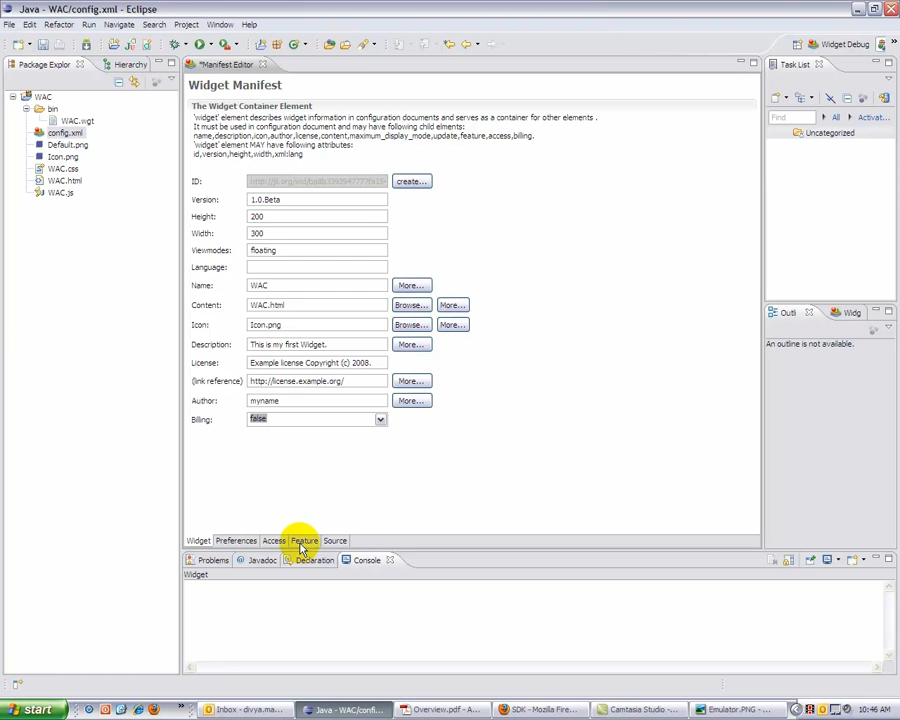 Java - WAC/config.xml - Eclipse
File Edit Refactor Run Navigate Search Project Window Help
Widget Debug
Package Explor Hierarchy
*Manifest Editor
Task List
WAC
bin
WAC.wgt
config.xml
Default.png
Icon.png
WAC.css
WAC.html
WAC.js
Widget Manifest
The Widget Container Element
'widget' element describes widget information in configuration documents and serves as a container for other elements .
It must be used in configuration document and may have following child elments:
name,description,icon,author,license,content,maximum_display_mode,update,feature,access,billing.
'widget' element MAY have following attributes:
id,version,height,width,xml:lang
ID: create...
Version: 1.0.Beta
Height: 200
Width: 300
Viewmodes: floating
Language:
Name: WAC More...
Content: WAC.html Browse... More...
Icon: Icon.png Browse... More...
Description: This is my first Widget. More...
License: Example license Copyright (c) 2008.
(link reference) http://license.example.org/ More...
Author: myname More...
Billing: false
Widget Preferences Access Feature Source
Find All Activat...
Uncategorized
Outli Widg
An outline is not available.
Problems Javadoc Declaration Console
Widget
start Inbox - divya.ma... Java - WAC/confi... Overview.pdf - A... SDK - Mozilla Fire... Camtasia Studio -... Emulator.PNG - ... 10:46 AM